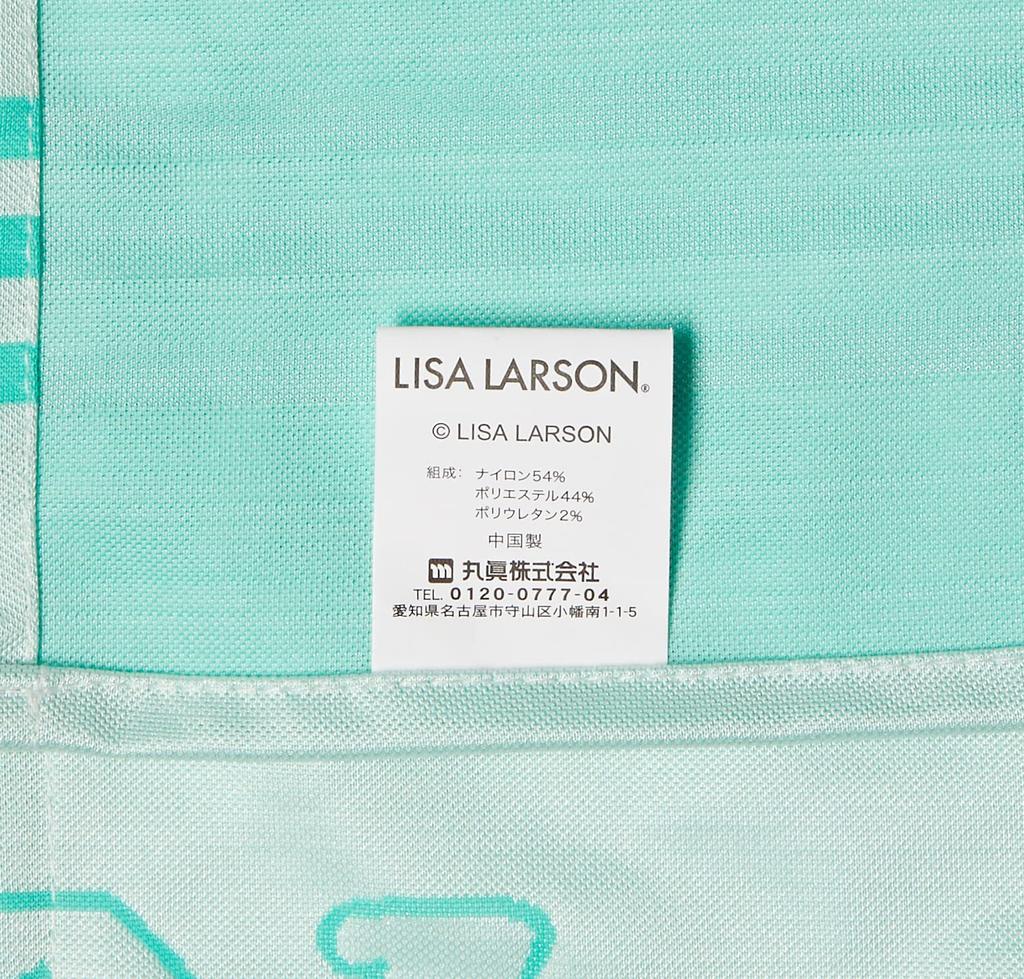 LISA LARSON®
© LISA LARSON
組成: ナイロン54%
ポリエステル44%
ポリウレタン2%
中国製
m 丸眞株式会社
TEL. 0120-0777-04
愛知県名古屋市守山区小幡南1-1-5